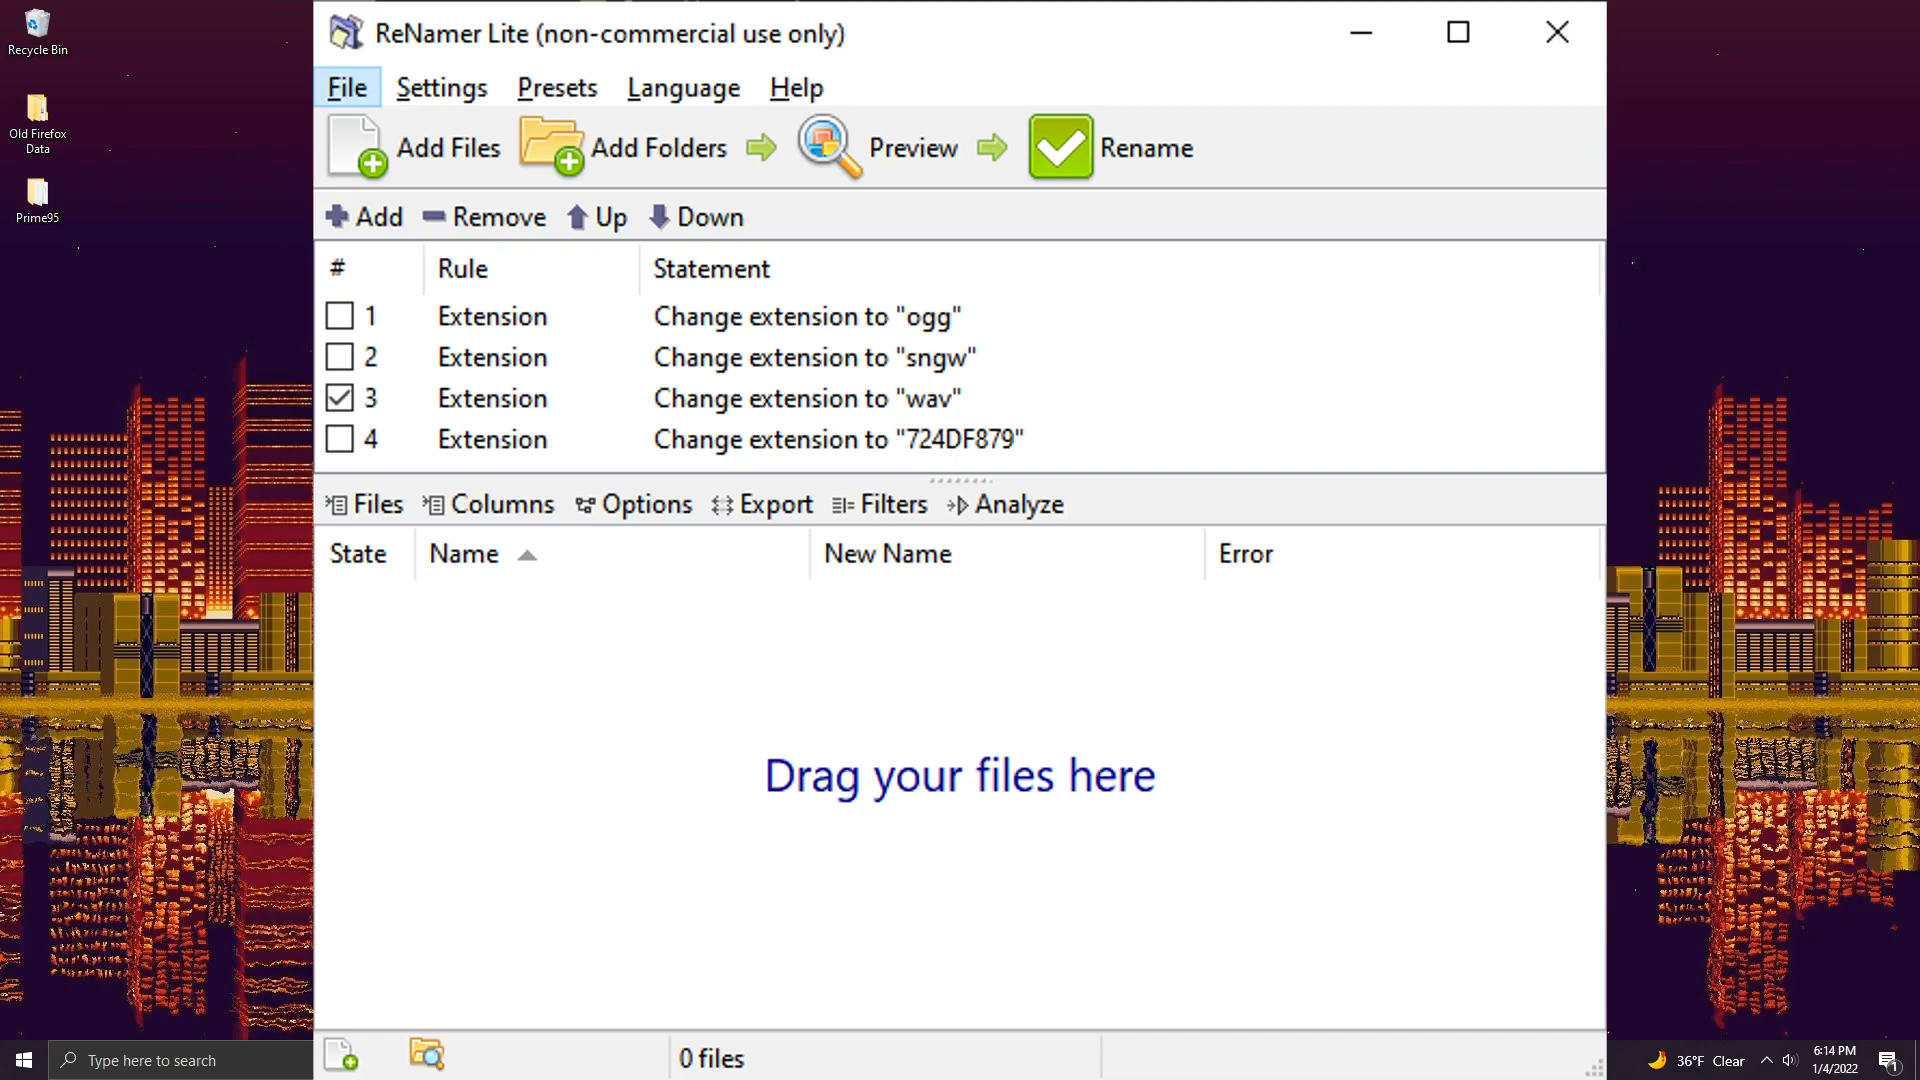 Recycle Bin
Old Firefox
Data
Prime95
ReNamer Lite (non-commercial use only)
File Settings Presets Language Help
Add Files Add Folders Preview Rename
Add Remove Up Down
# Rule Statement
1 Extension Change extension to "ogg"
2 Extension Change extension to "sngw"
3 Extension Change extension to "wav"
4 Extension Change extension to "724DF879"
Files Columns Options Export Filters Analyze
State Name New Name Error
Drag your files here
0 files
Type here to search
36°F Clear
6:14 PM
1/4/2022
1